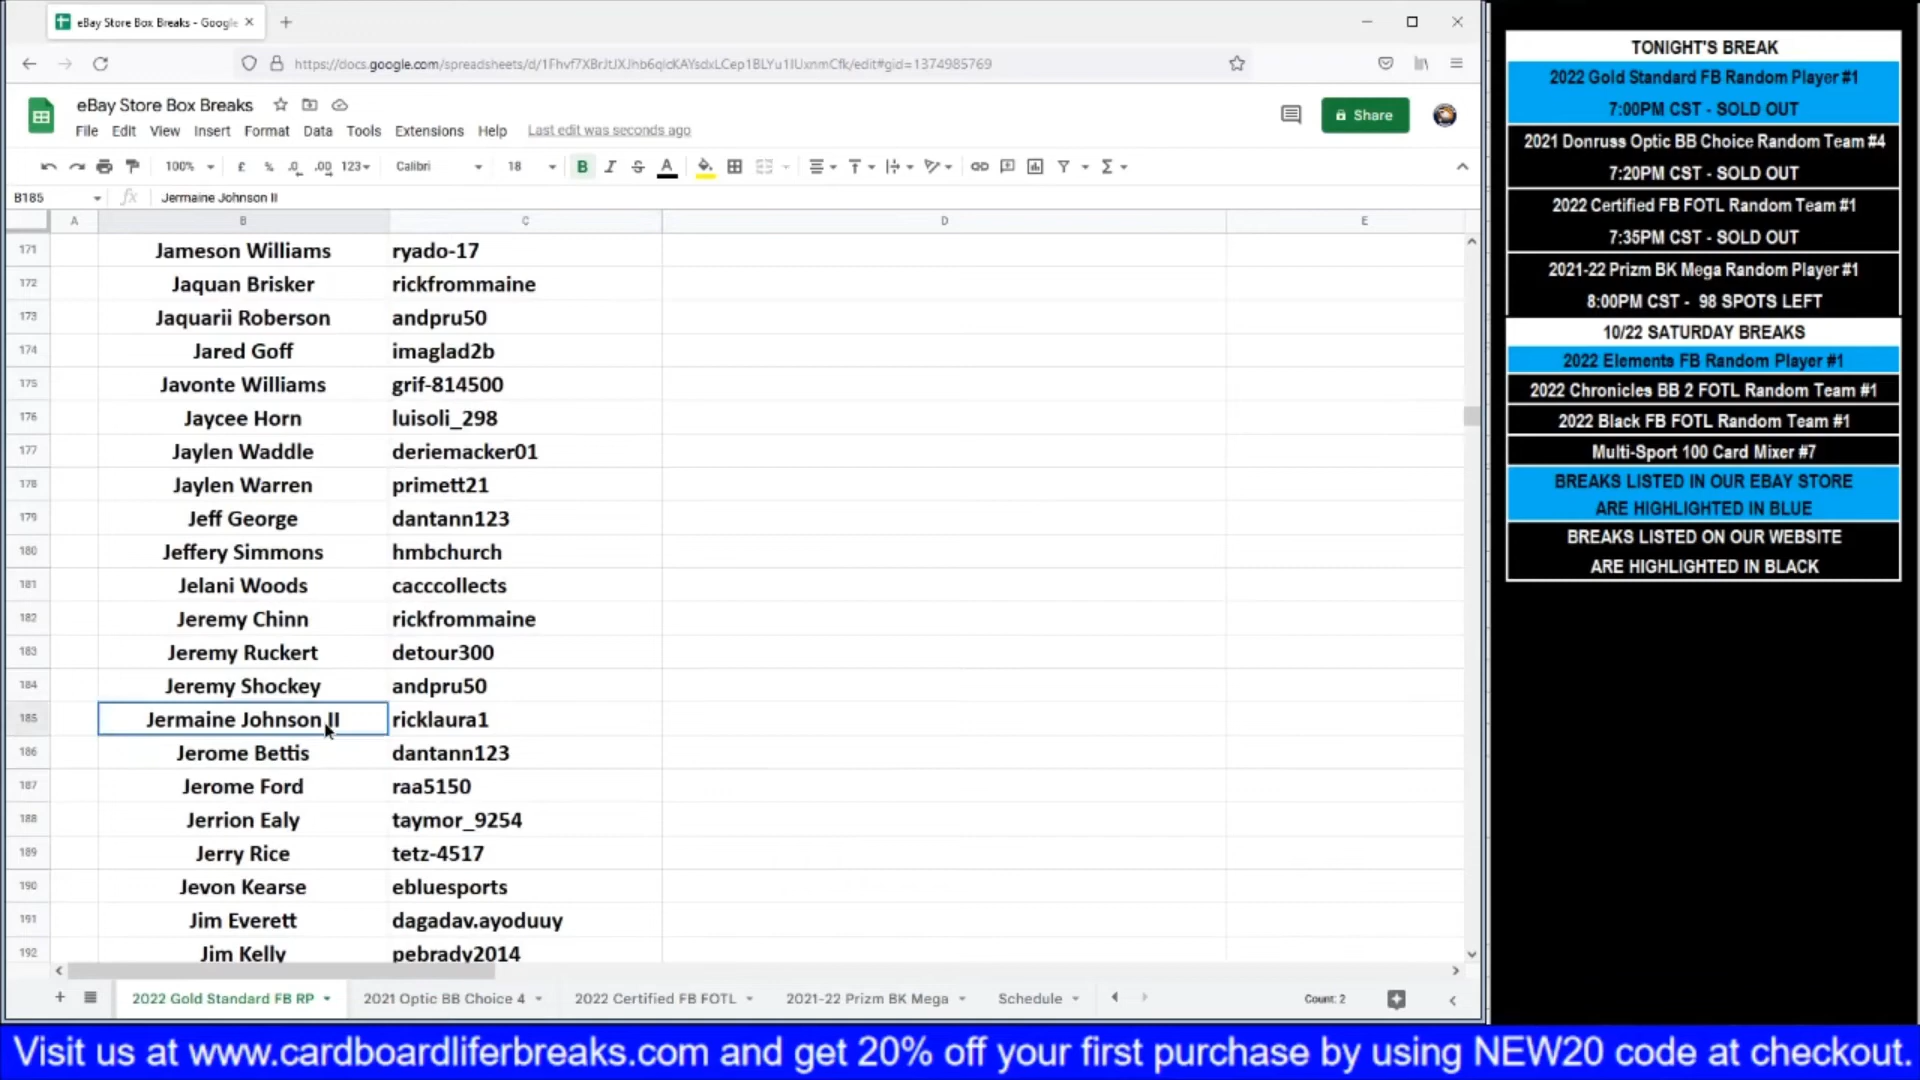 eBay Store Box Breaks - Google
eBay Store Box Breaks
File Edit View Insert Format Data Tools Extensions Help Last edit was seconds ago
Share
100% £ % .0 .00 123 Calibri 18 B I S A
B185 fx Jermaine Johnson II
A B C D E
171 Jameson Williams ryado-17
172 Jaquan Brisker rickfrommaine
173 Jaquarii Roberson andpru50
174 Jared Goff imaglad2b
175 Javonte Williams grif-814500
176 Jaycee Horn luisoli_298
177 Jaylen Waddle deriemacker01
178 Jaylen Warren primett21
179 Jeff George dantann123
180 Jeffery Simmons hmbchurch
181 Jelani Woods cacccollects
182 Jeremy Chinn rickfrommaine
183 Jeremy Ruckert detour300
184 Jeremy Shockey andpru50
185 Jermaine Johnson II ricklaura1
186 Jerome Bettis dantann123
187 Jerome Ford raa5150
188 Jerrion Ealy taymor_9254
189 Jerry Rice tetz-4517
190 Jevon Kearse ebluesports
191 Jim Everett dagadav.ayoduuy
192 Jim Kelly pebrady2014
2022 Gold Standard FB RP 2021 Optic BB Choice 4 2022 Certified FB FOTL 2021-22 Prizm BK Mega Schedule Count: 2
TONIGHT'S BREAK
2022 Gold Standard FB Random Player #1
7:00PM CST - SOLD OUT
2021 Donruss Optic BB Choice Random Team #4
7:20PM CST - SOLD OUT
2022 Certified FB FOTL Random Team #1
7:35PM CST - SOLD OUT
2021-22 Prizm BK Mega Random Player #1
8:00PM CST - 98 SPOTS LEFT
10/22 SATURDAY BREAKS
2022 Elements FB Random Player #1
2022 Chronicles BB 2 FOTL Random Team #1
2022 Black FB FOTL Random Team #1
Multi-Sport 100 Card Mixer #7
BREAKS LISTED IN OUR EBAY STORE
ARE HIGHLIGHTED IN BLUE
BREAKS LISTED ON OUR WEBSITE
ARE HIGHLIGHTED IN BLACK
Visit us at www.cardboardliferbreaks.com and get 20% off your first purchase by using NEW20 code at checkout.